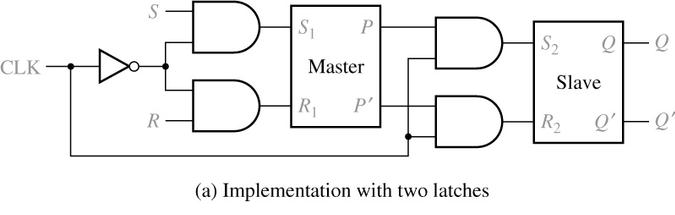 S
CLK
R
S₁
P
Master
R₁
P′
S₂
Q
Q
Slave
R₂
Q′
Q′
(a) Implementation with two latches